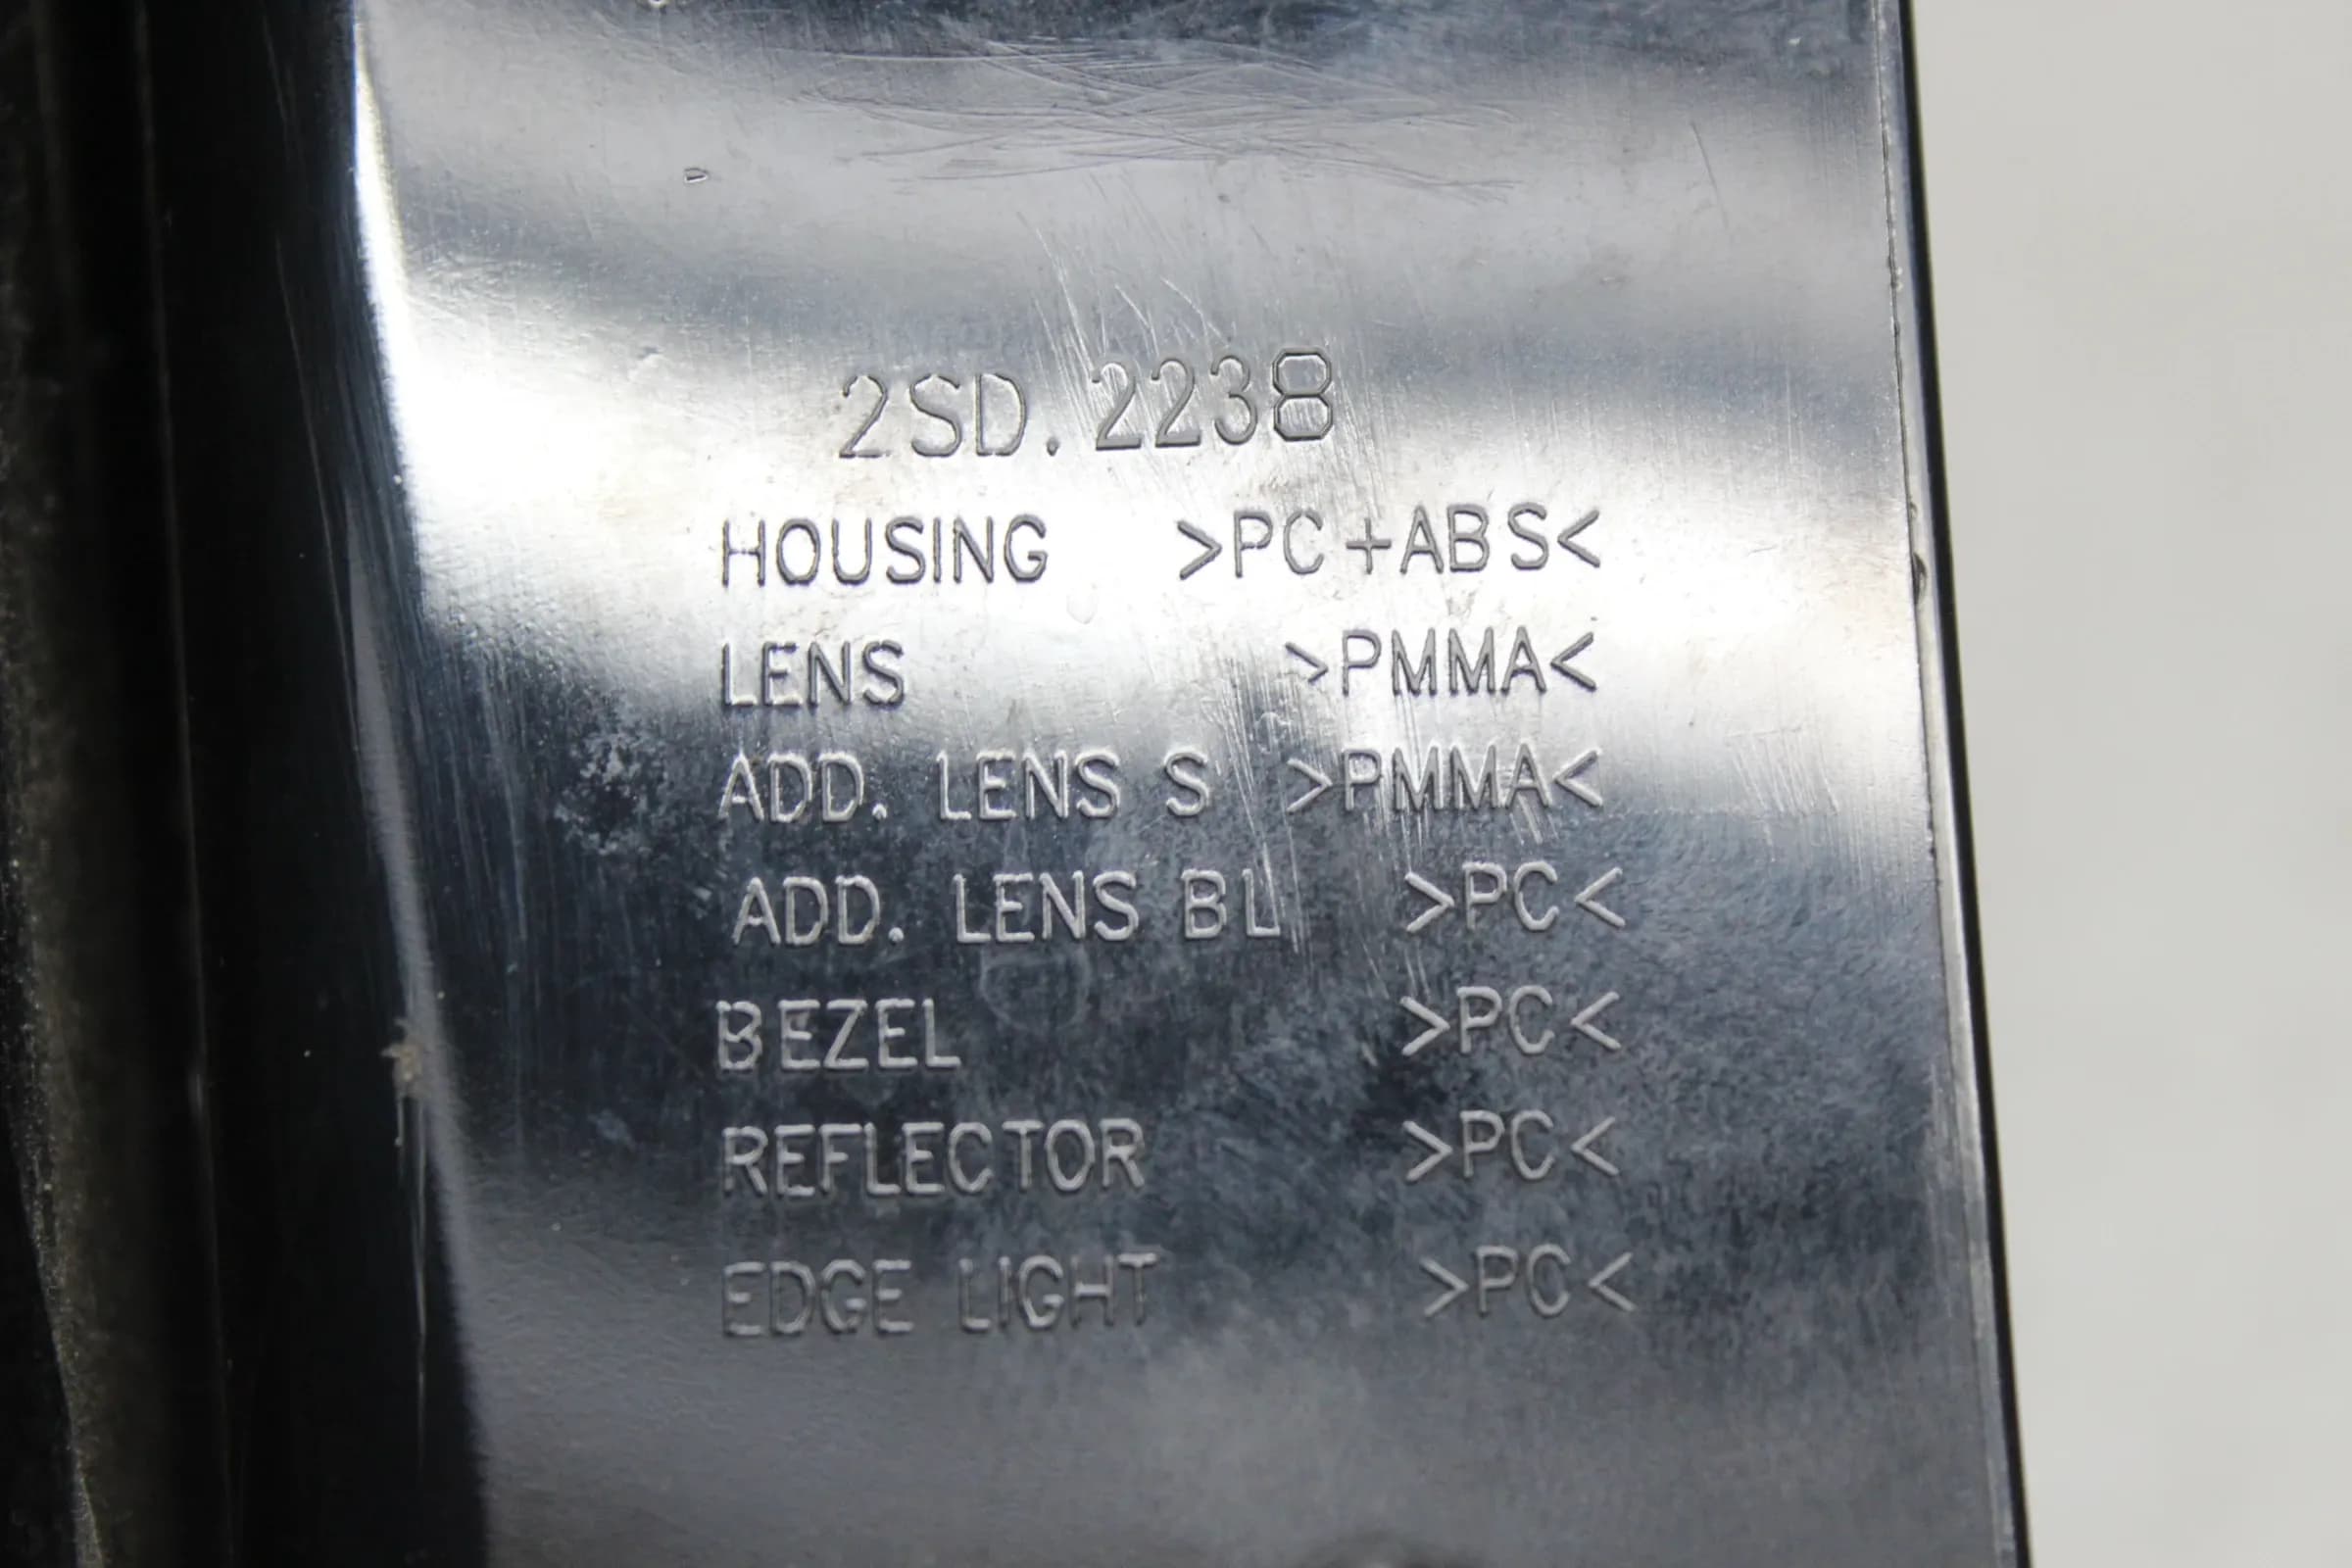 2SD.2238
HOUSING >PC+ABS<
LENS >PMMA<
ADD. LENS S >PMMA<
ADD. LENS BL >PC<
BEZEL >PC<
REFLECTOR >PC<
EDGE LIGHT >PC<